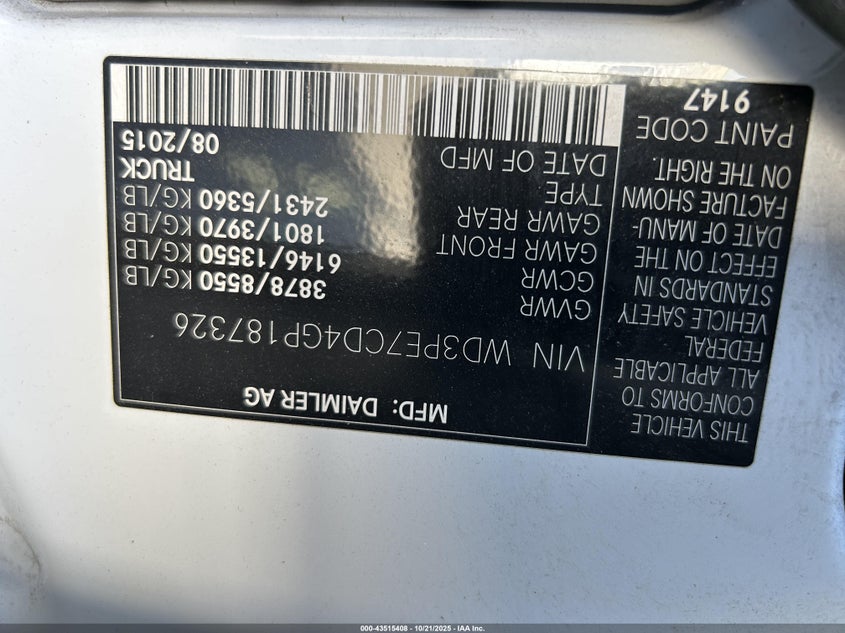 MFD: DAIMLER AG
VIN WD3PE7CD4GP187326
GVWR 3878/8550 KG/LB
GCWR 6146/13550 KG/LB
GAWR FRONT 1801/3970 KG/LB
GAWR REAR 2431/5360 KG/LB
TYPE TRUCK
DATE OF MFD 08/2015
THIS VEHICLE
CONFORMS TO
ALL APPLICABLE
FEDERAL
VEHICLE SAFETY
STANDARDS IN
EFFECT ON THE
DATE OF MANU-
FACTURE SHOWN
ON THE RIGHT.
PAINT CODE
9147
000-43515408 - 10/21/2025 - IAA Inc.